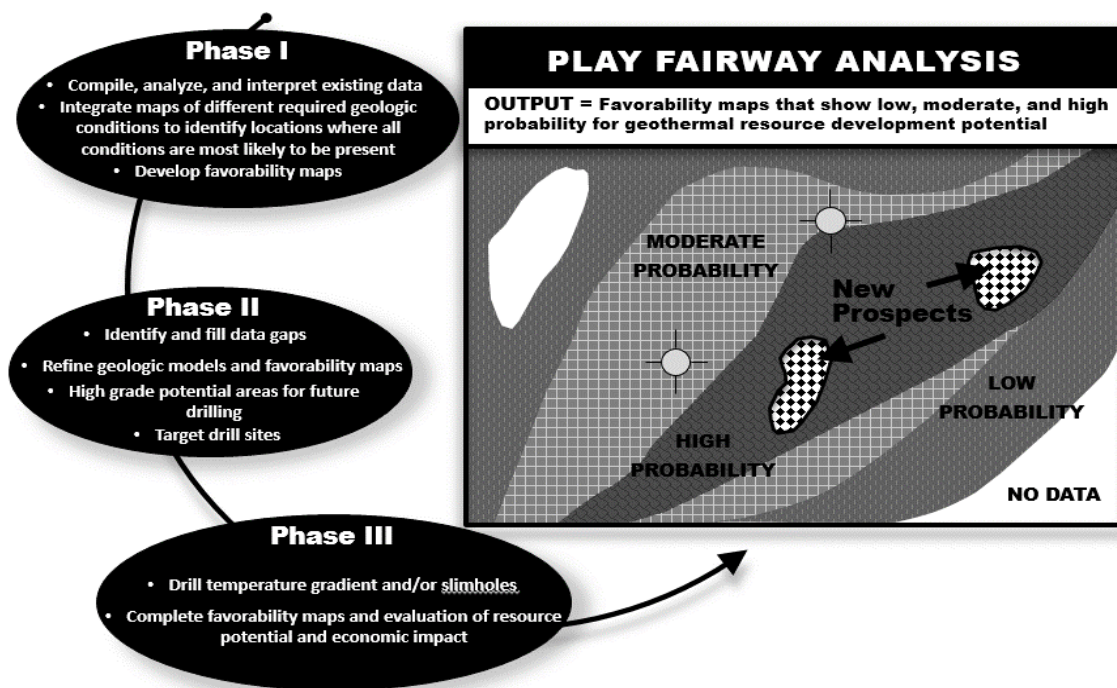 Phase I
• Compile, analyze, and interpret existing data
• Integrate maps of different required geologic
conditions to identify locations where all
conditions are most likely to be present
• Develop favorability maps
Phase II
• Identify and fill data gaps
• Refine geologic models and favorability maps
• High grade potential areas for future
drilling
• Target drill sites
Phase III
• Drill temperature gradient and/or slimholes
• Complete favorability maps and evaluation of resource
potential and economic impact
PLAY FAIRWAY ANALYSIS
OUTPUT = Favorability maps that show low, moderate, and high
probability for geothermal resource development potential
MODERATE
PROBABILITY
New
Prospects
LOW
PROBABILITY
HIGH
PROBABILITY
NO DATA